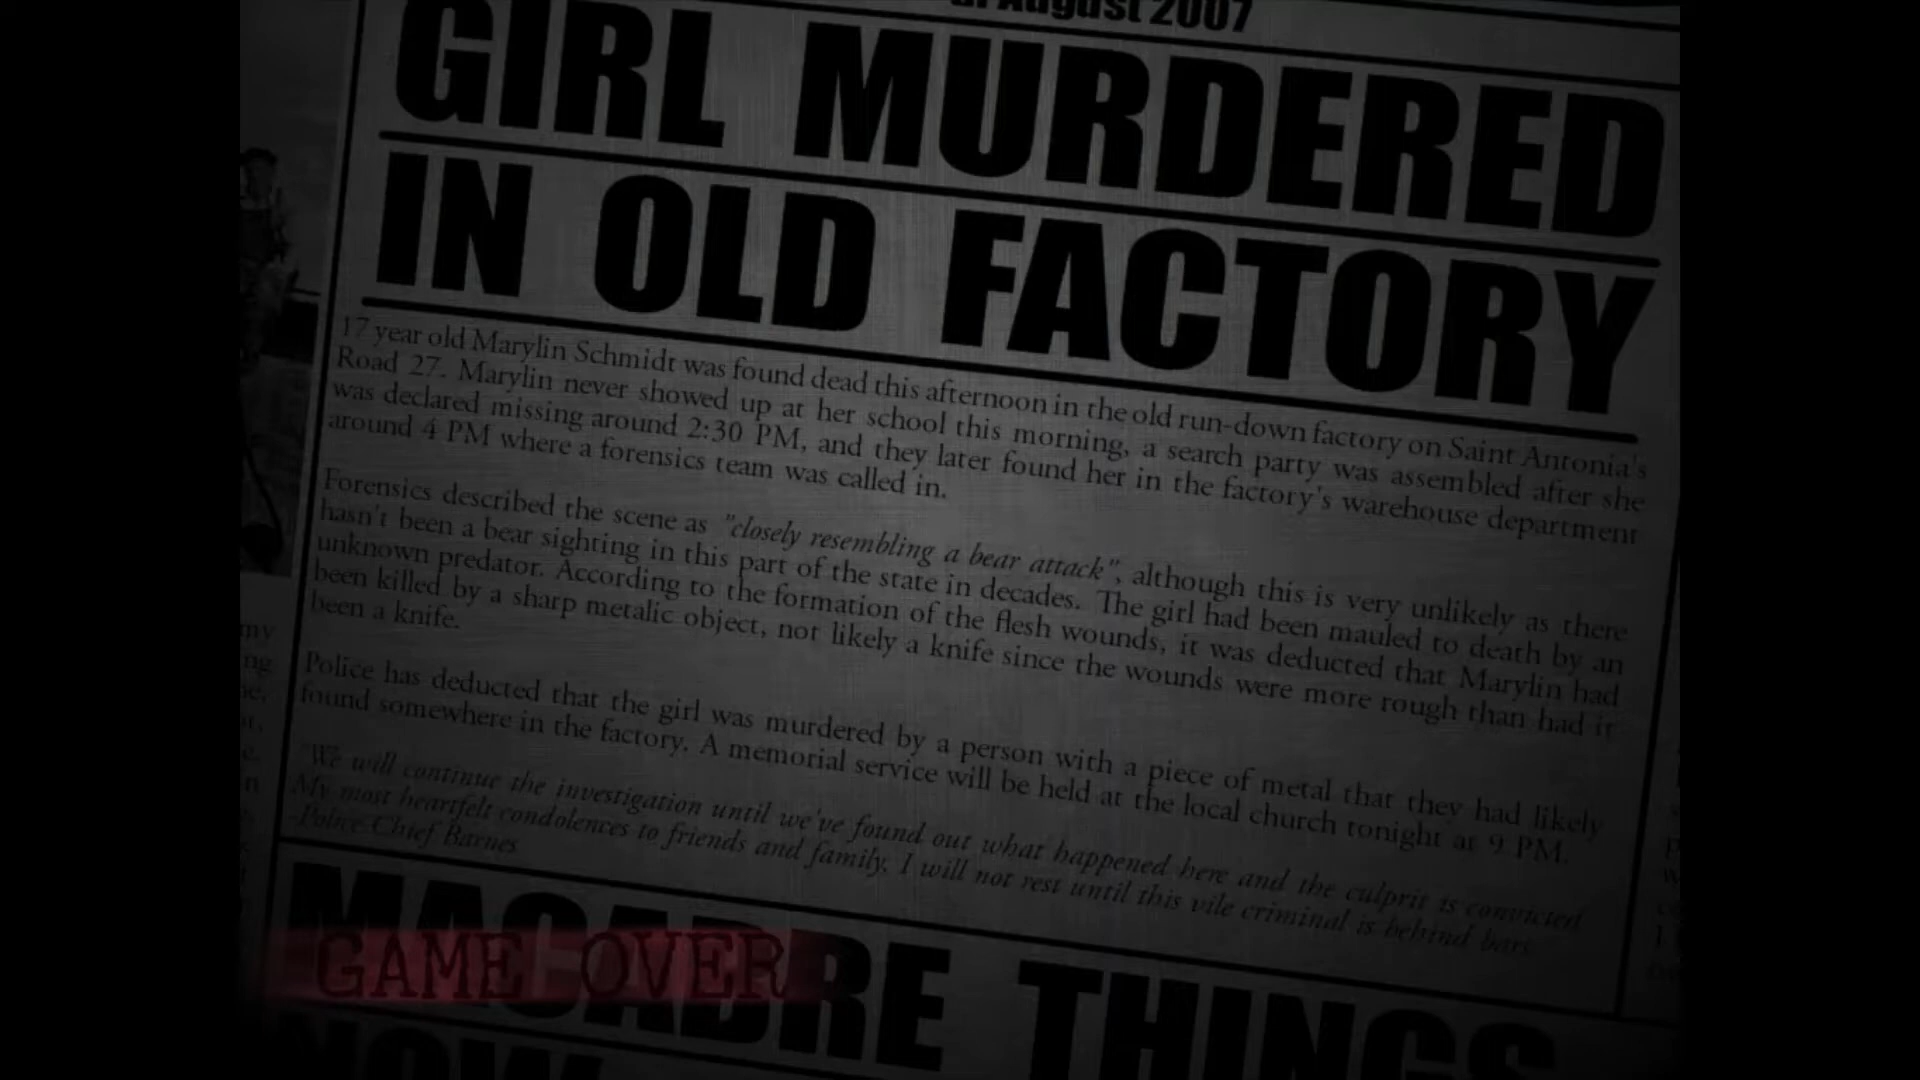 August 2007
GIRL MURDERED
IN OLD FACTORY
17 year old Marylin Schmidt was found dead this afternoon in the old run-down factory on Saint Antonia's
Road 27. Marylin never showed up at her school this morning, a search party was assembled after she
was declared missing around 2:30 PM, and they later found her in the factory's warehouse department
around 4 PM where a forensics team was called in.
Forensics described the scene as "closely resembling a bear attack", although this is very unlikely as there
hasn't been a bear sighting in this part of the state in decades. The girl had been mauled to death by an
unknown predator. According to the formation of the flesh wounds, it was deducted that Marylin had
been killed by a sharp metalic object, not likely a knife since the wounds were more rough than had it
been a knife.
Police has deducted that the girl was murdered by a person with a piece of metal that they had likely
found somewhere in the factory. A memorial service will be held at the local church tonight at 9 PM.
"We will continue the investigation until we've found out what happened here and the culprit is convicted
My most heartfelt condolences to friends and family, I will not rest until this vile criminal is behind bars
-Police Chief Barnes
MACABRE THINGS
GAME OVER
my
ng